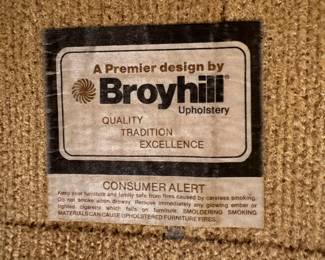 A Premier design by
Broyhill®
Upholstery
QUALITY
TRADITION
EXCELLENCE
CONSUMER ALERT
Keep your furniture and family safe from fires caused by careless smoking.
Do not smoke when drowsy. Remove immediately any glowing ember or
lighted cigarette which falls on furniture. SMOLDERING SMOKING
MATERIALS CAN CAUSE UPHOLSTERED FURNITURE FIRES.